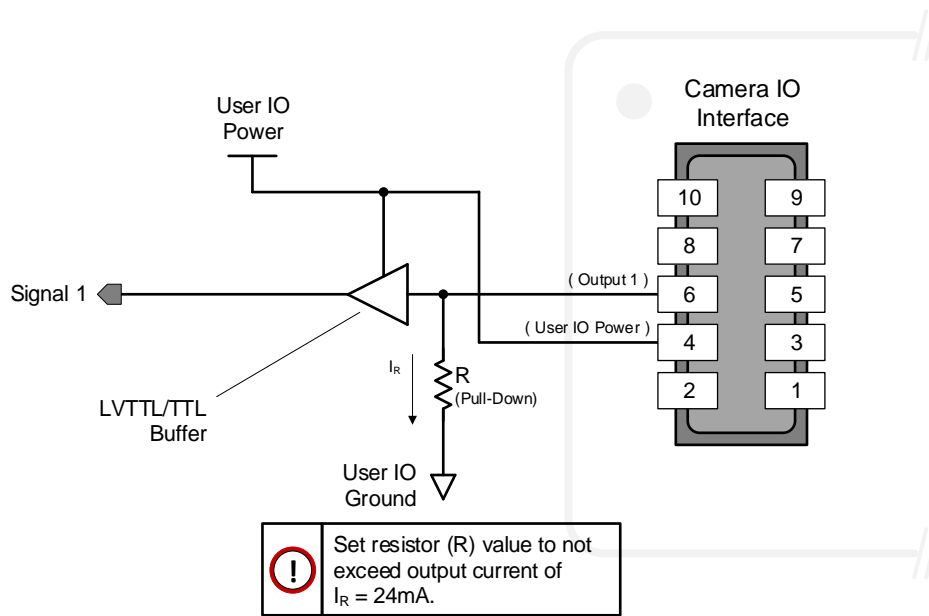 Camera IO
Interface
User IO
Power
10
9
8
7
( Output 1 )
6
5
Signal 1
( User IO Power )
4
3
2
1
IR
R
(Pull-Down)
LVTTL/TTL
Buffer
User IO
Ground
!
Set resistor (R) value to not
exceed output current of
IR = 24mA.